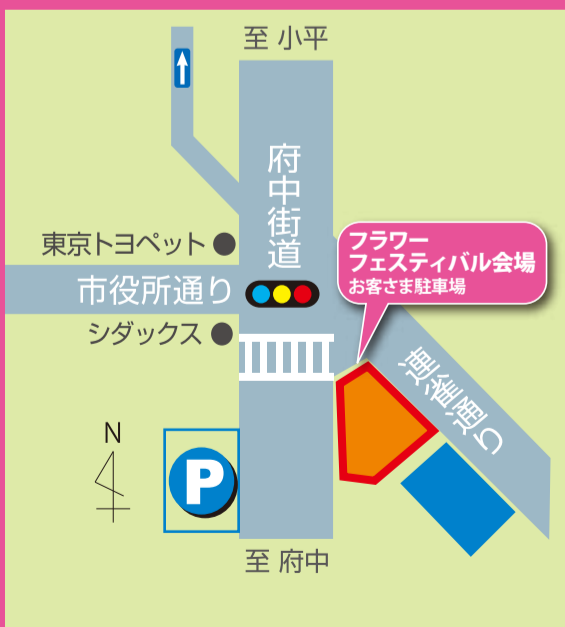 至 小平
府中街道
東京トヨペット
市役所通り
シダックス
フラワー
フェスティバル会場
お客さま駐車場
連雀通り
N
P
至 府中